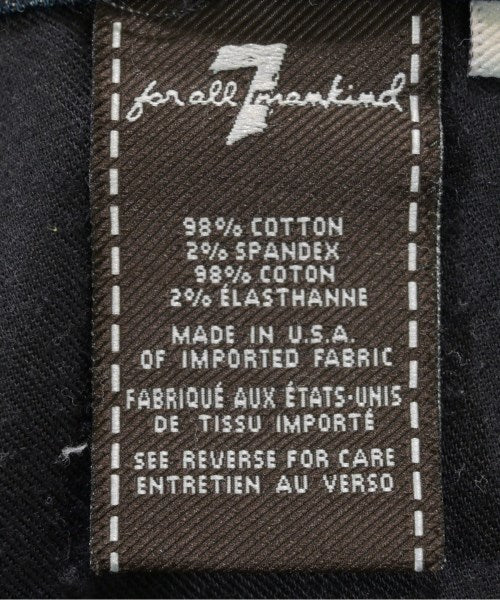 7
for all mankind
98% COTTON
2% SPANDEX
98% COTON
2% ÉLASTHANNE
MADE IN U.S.A.
OF IMPORTED FABRIC
FABRIQUÉ AUX ÉTATS-UNIS
DE TISSU IMPORTÉ
SEE REVERSE FOR CARE
ENTRETIEN AU VERSO